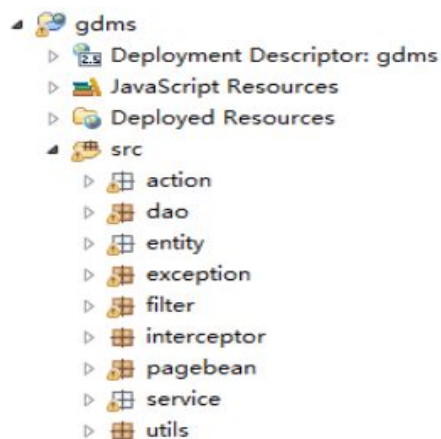 gdms
Deployment Descriptor: gdms
JavaScript Resources
Deployed Resources
src
action
dao
entity
exception
filter
interceptor
pagebean
service
utils